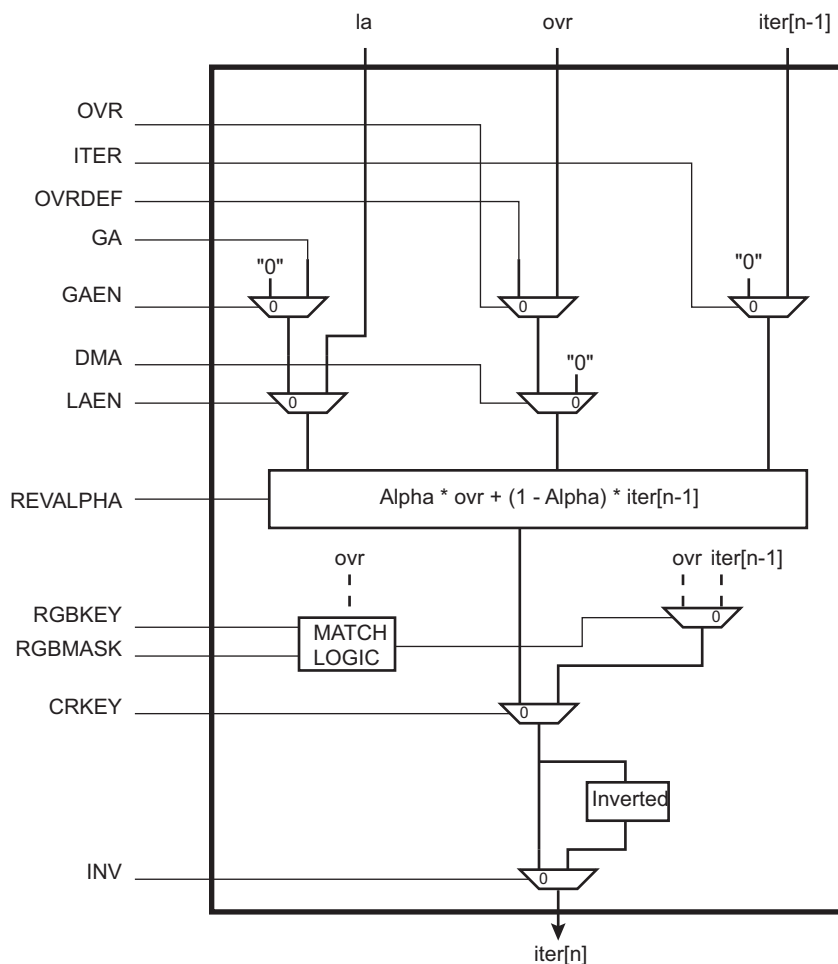 la ovr iter[n-1]
OVR
ITER
OVRDEF
GA
"0" "0"
GAEN 0 0 0
DMA "0"
LAEN 0 0
REVALPHA Alpha * ovr + (1 - Alpha) * iter[n-1]
ovr ovr iter[n-1]
RGBKEY 0
MATCH
RGBMASK LOGIC
CRKEY 0
Inverted
INV 0
iter[n]